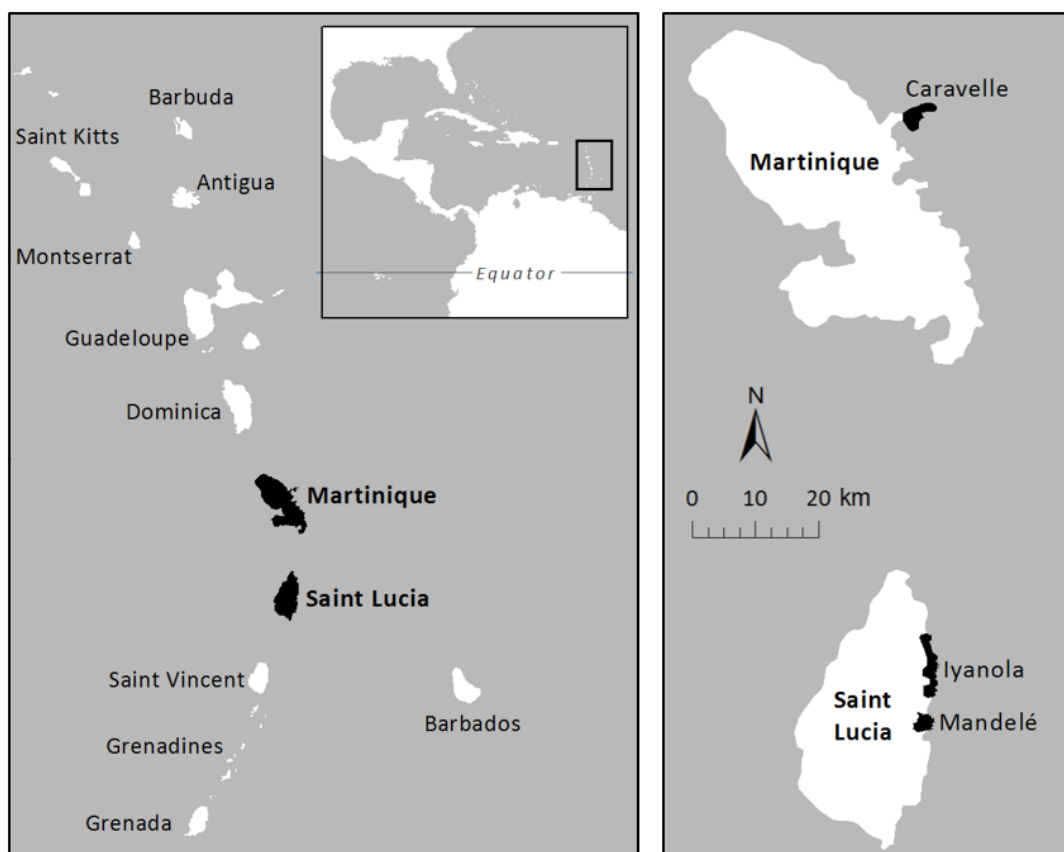 Barbuda
Saint Kitts
Antigua
Montserrat
Guadeloupe
Dominica
Martinique
Saint Lucia
Saint Vincent
Barbados
Grenadines
Grenada
Equator
Caravelle
Martinique
N
0 10 20 km
Iyanola
Saint
Lucia
Mandelé